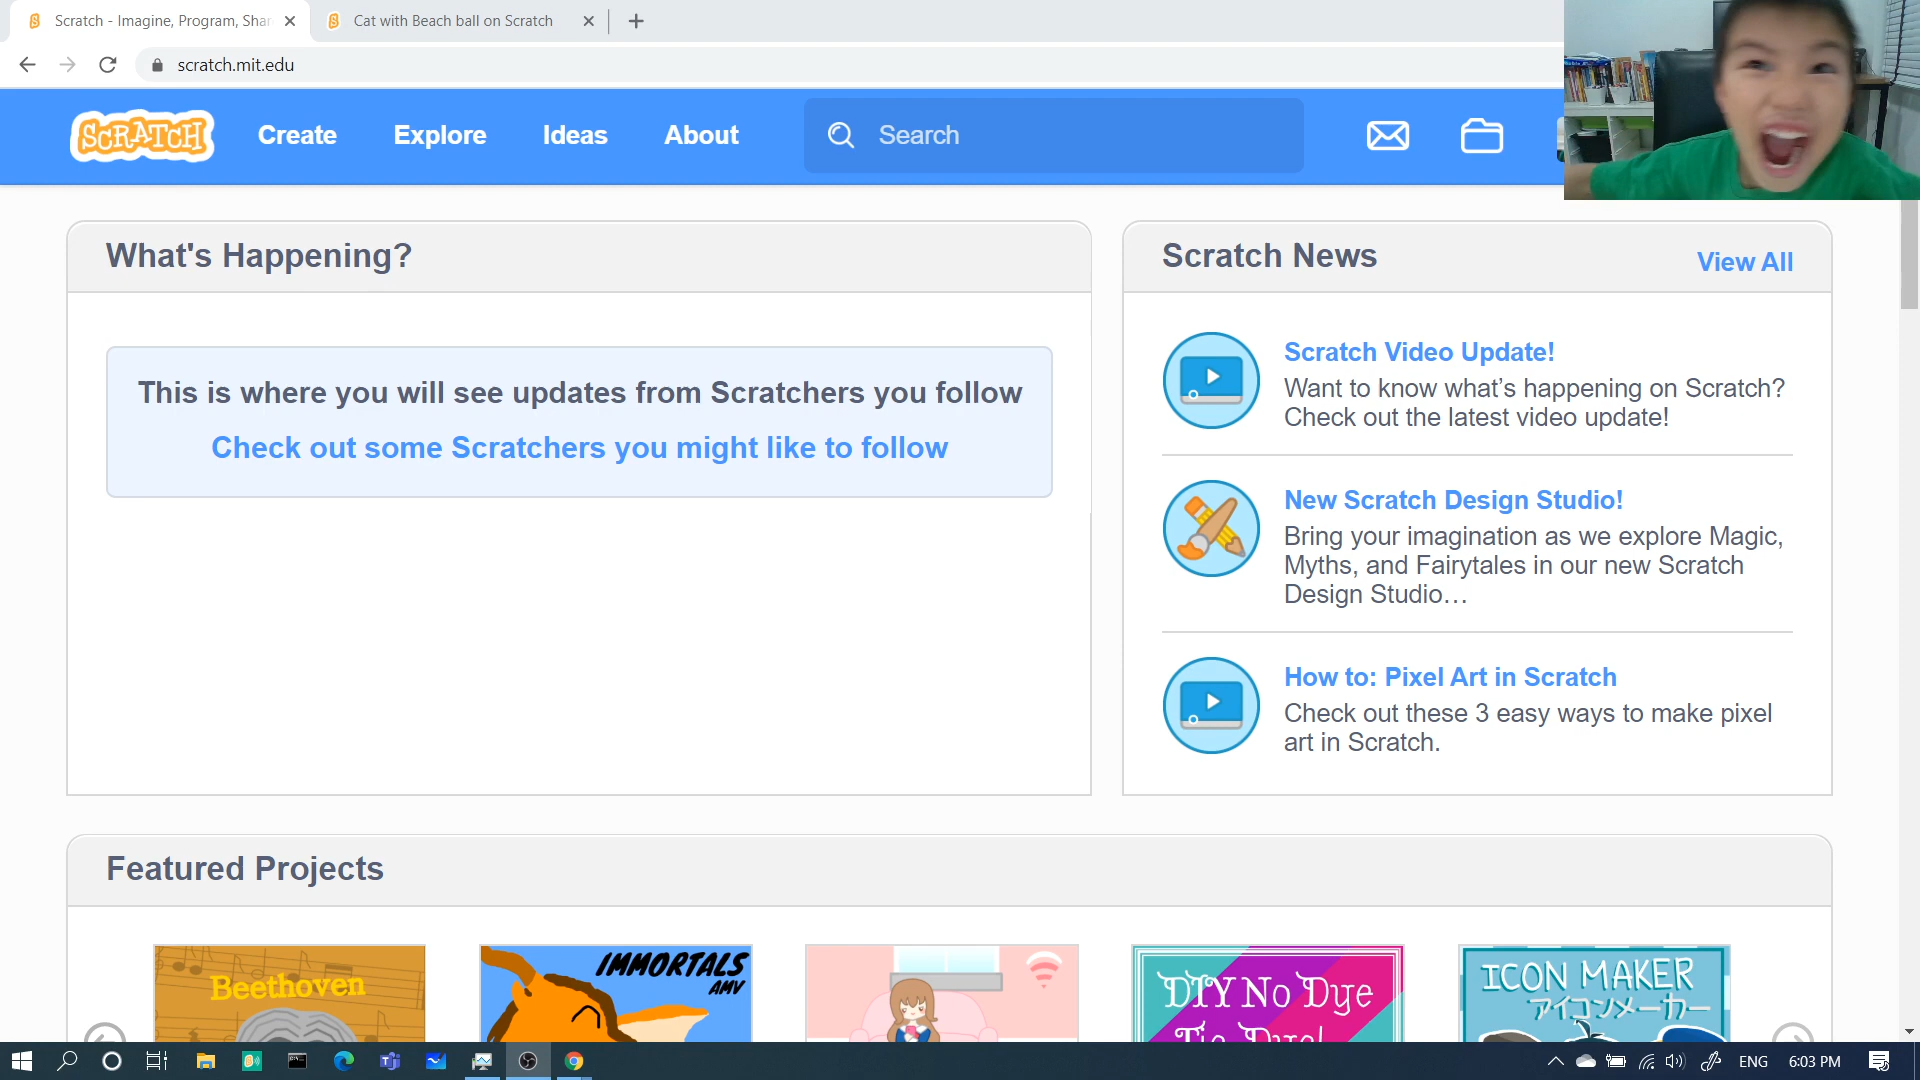 Scratch - Imagine, Program, Shar
Cat with Beach ball on Scratch
scratch.mit.edu
SCRATCH
Create
Explore
Ideas
About
Search
What's Happening?
This is where you will see updates from Scratchers you follow
Check out some Scratchers you might like to follow
Scratch News
View All
Scratch Video Update!
Want to know what’s happening on Scratch?
Check out the latest video update!
New Scratch Design Studio!
Bring your imagination as we explore Magic,
Myths, and Fairytales in our new Scratch
Design Studio…
How to: Pixel Art in Scratch
Check out these 3 easy ways to make pixel
art in Scratch.
Featured Projects
Beethoven
IMMORTALS
AMV
DIY No Dye
Tie Dye!
ICON MAKER
アイコンメーカー
ENG
6:03 PM